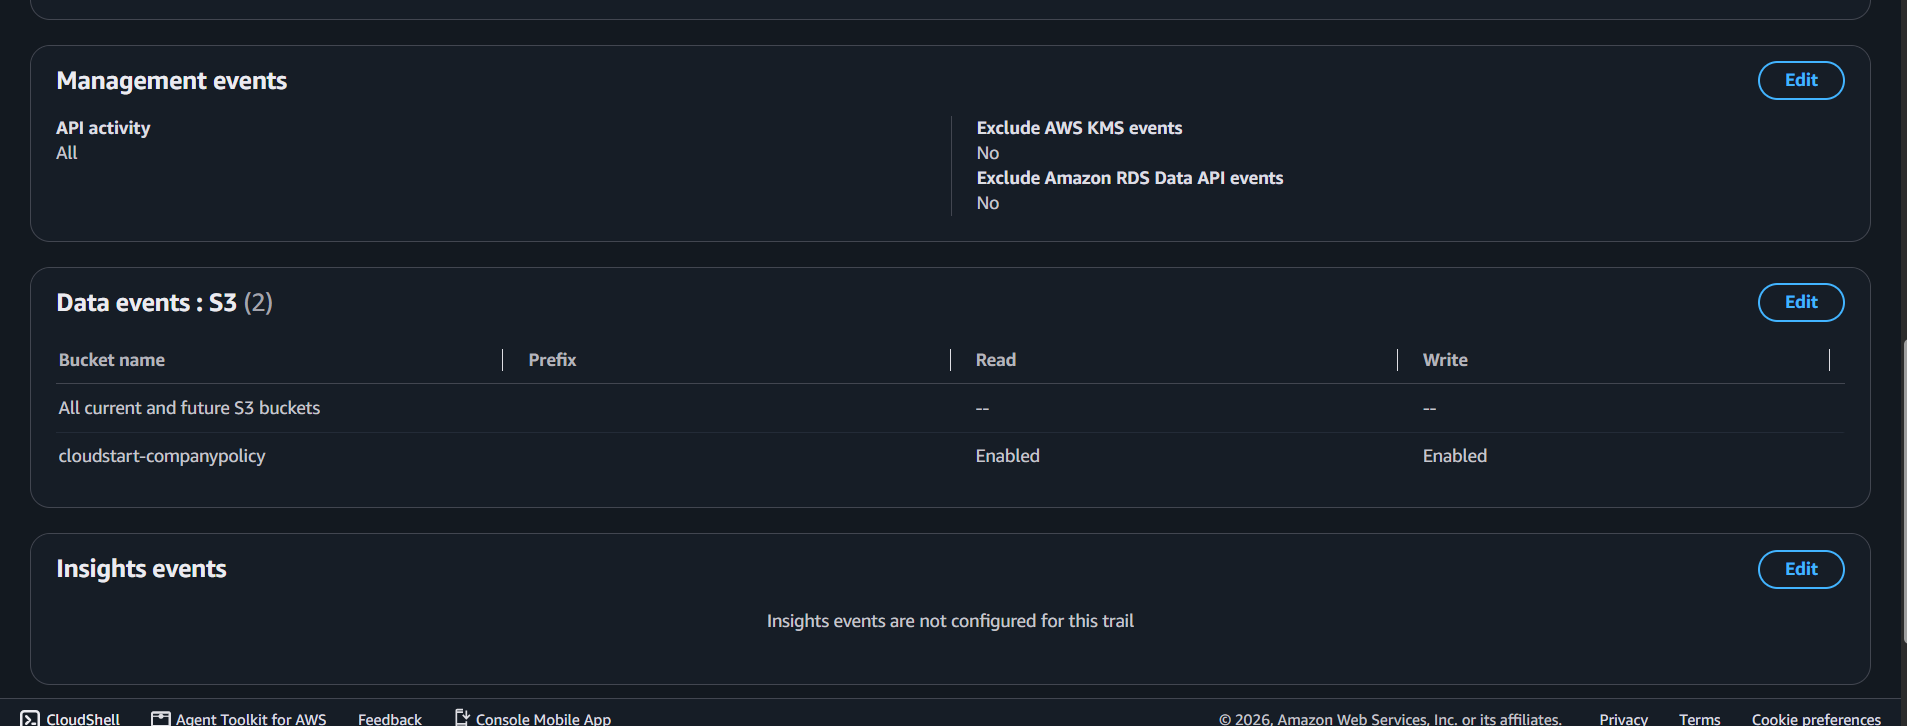 Management events
Edit
API activity
All
Exclude AWS KMS events
No
Exclude Amazon RDS Data API events
No
Data events : S3 (2)
Edit
Bucket name Prefix Read Write
All current and future S3 buckets -- --
cloudstart-companypolicy Enabled Enabled
Insights events
Edit
Insights events are not configured for this trail
CloudShell Agent Toolkit for AWS Feedback Console Mobile App © 2026, Amazon Web Services, Inc. or its affiliates. Privacy Terms Cookie preferences